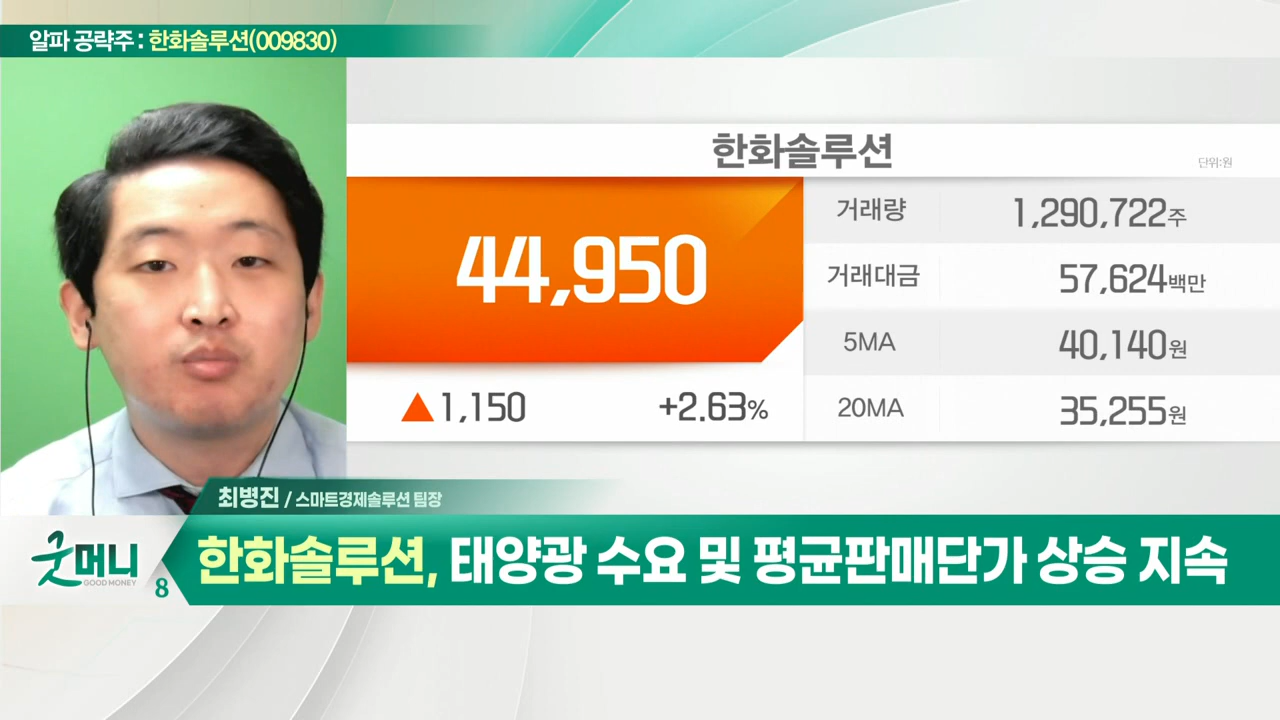 알파 공략주 : 한화솔루션(009830)
한화솔루션
단위:원
44,950
▲1,150 +2.63%
거래량 1,290,722주
거래대금 57,624백만
5MA 40,140원
20MA 35,255원
최병진 / 스마트경제솔루션 팀장
굿머니
GOOD MONEY
8
한화솔루션, 태양광 수요 및 평균판매단가 상승 지속